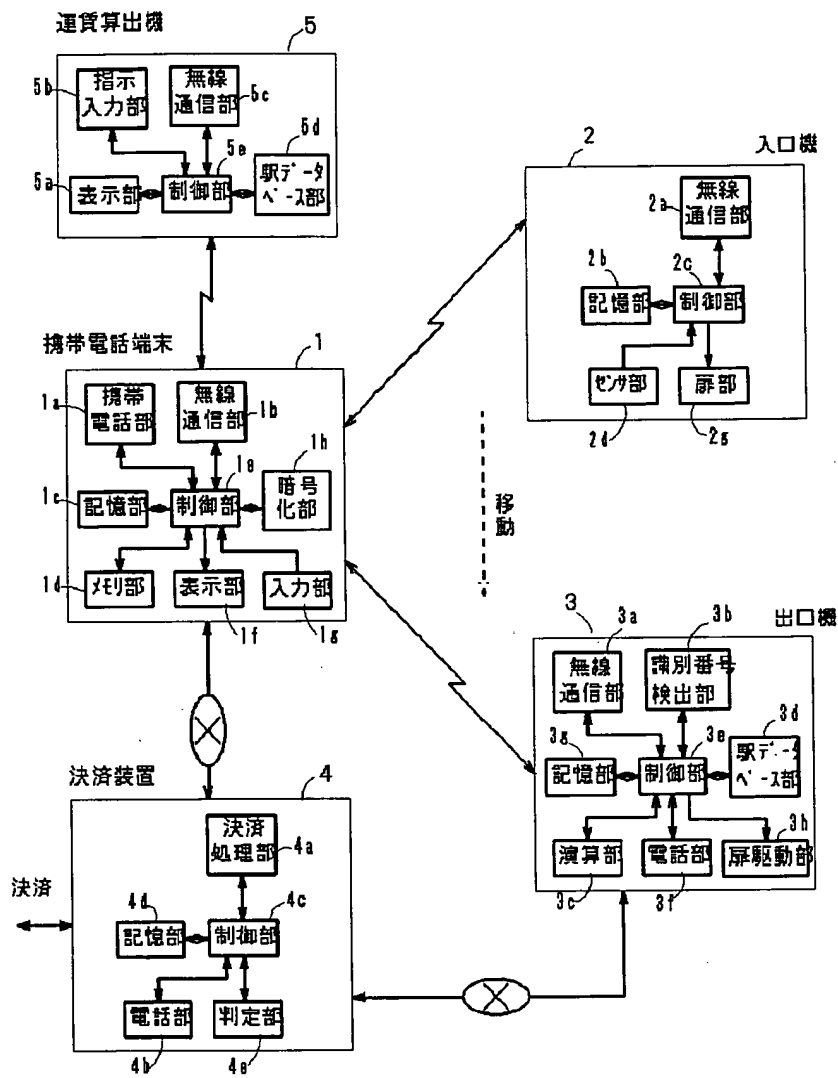 運賃算出機
5
5b
指示
入力部
無線
通信部
5c
5d
5e
駅データ
ベース部
5a
表示部
制御部
2
入口機
2a
無線
通信部
2b
2c
記憶部
制御部
センサ部
扉部
2d
2g
携帯電話端末
1
1a
携帯
電話部
無線
通信部
1b
1h
1e
暗号
化部
1c
記憶部
制御部
1d
メモリ部
表示部
入力部
1f
1g
移動
出口機
3
3a
3b
無線
通信部
識別番号
検出部
3d
3g
3e
駅データ
ベース部
記憶部
制御部
3h
演算部
電話部
扉駆動部
3c
3f
決済装置
4
決済
処理部
4a
決済
4d
4c
記憶部
制御部
電話部
判定部
4b
4e